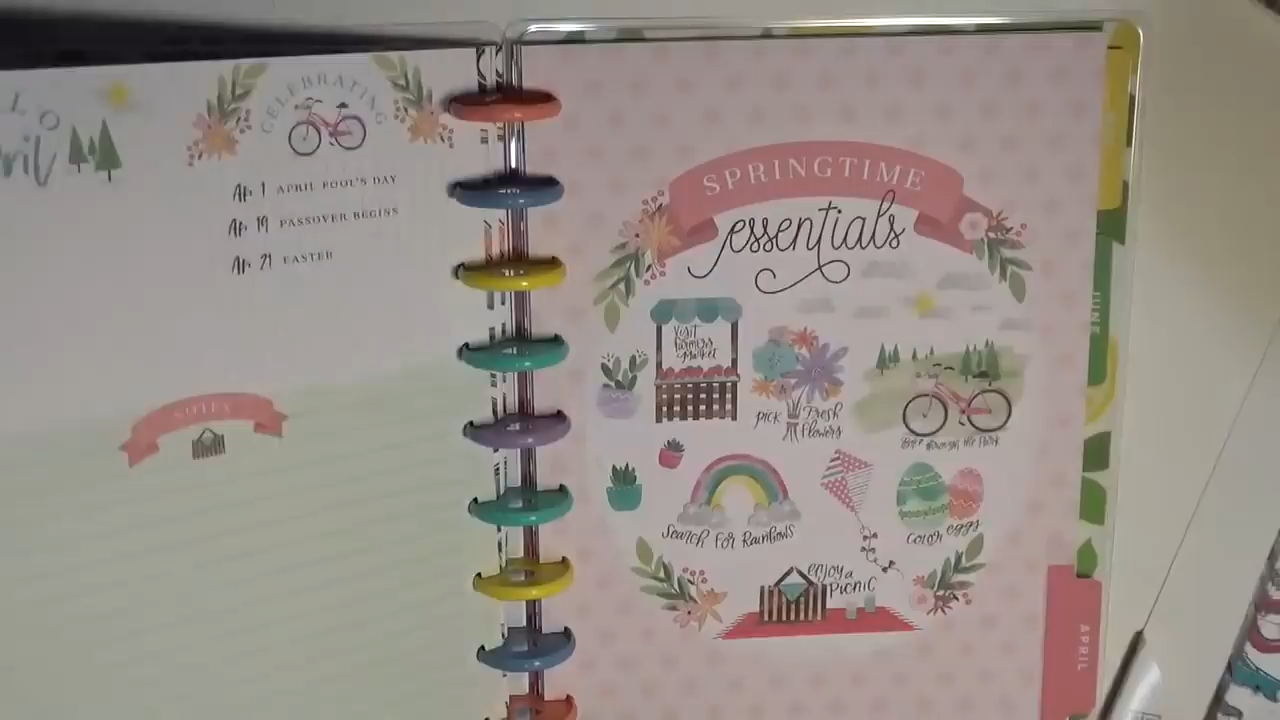 CELEBRATING
Ap. 1 APRIL FOOL'S DAY
Ap. 19 PASSOVER BEGINS
Ap. 21 EASTER
NOTES
SPRINGTIME
essentials
Visit
farmers
Market
Pick Fresh
Flowers
through the Park
Search For Rainbows
Color eggs
enjoy a
Picnic
JUNE
APRIL